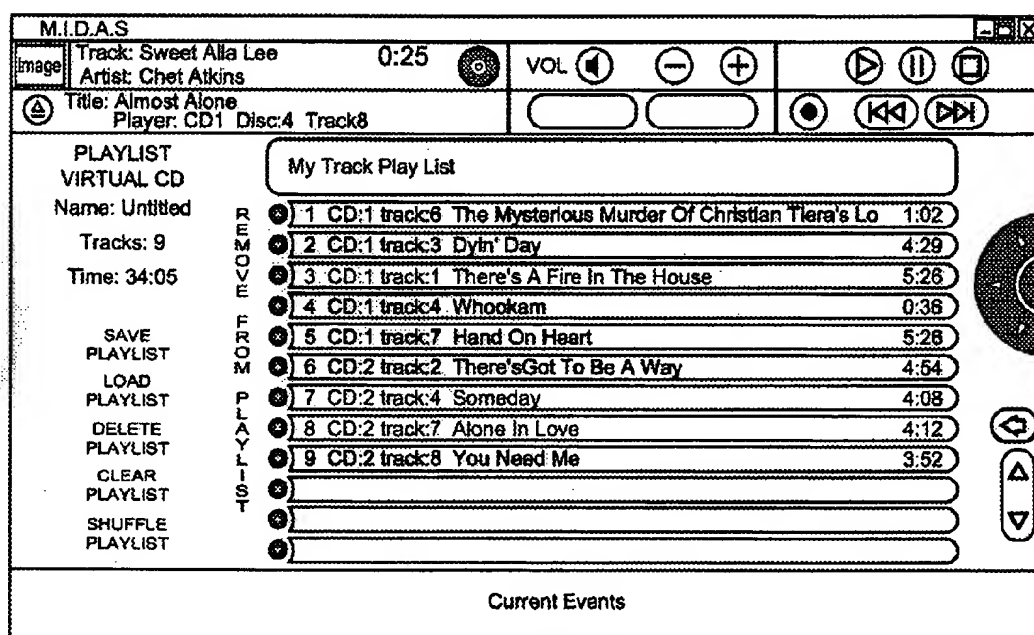 M.I.D.A.S
Image
Track: Sweet Alla Lee
0:25
Artist: Chet Atkins
VOL
Title: Almost Alone
Player: CD1 Disc:4 Track8
PLAYLIST
VIRTUAL CD
Name: Untitled
Tracks: 9
Time: 34:05
SAVE
PLAYLIST
LOAD
PLAYLIST
DELETE
PLAYLIST
CLEAR
PLAYLIST
SHUFFLE
PLAYLIST
REMOVE FROM PLAYLIST
My Track Play List
1 CD:1 track:6 The Mysterious Murder Of Christian Tiera's Lo 1:02
2 CD:1 track:3 Dyin' Day 4:29
3 CD:1 track:1 There's A Fire In The House 5:26
4 CD:1 track:4 Whookam 0:36
5 CD:1 track:7 Hand On Heart 5:26
6 CD:2 track:2 There'sGot To Be A Way 4:54
7 CD:2 track:4 Someday 4:08
8 CD:2 track:7 Alone In Love 4:12
9 CD:2 track:8 You Need Me 3:52
Current Events